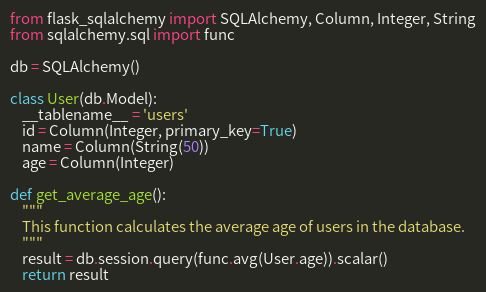 from flask_sqlalchemy import SQLAlchemy, Column, Integer, String
from sqlalchemy.sql import func

db = SQLAlchemy()

class User(db.Model):
    __tablename__ = 'users'
    id = Column(Integer, primary_key=True)
    name = Column(String(50))
    age = Column(Integer)

def get_average_age():
    """
    This function calculates the average age of users in the database.
    """
    result = db.session.query(func.avg(User.age)).scalar()
    return result